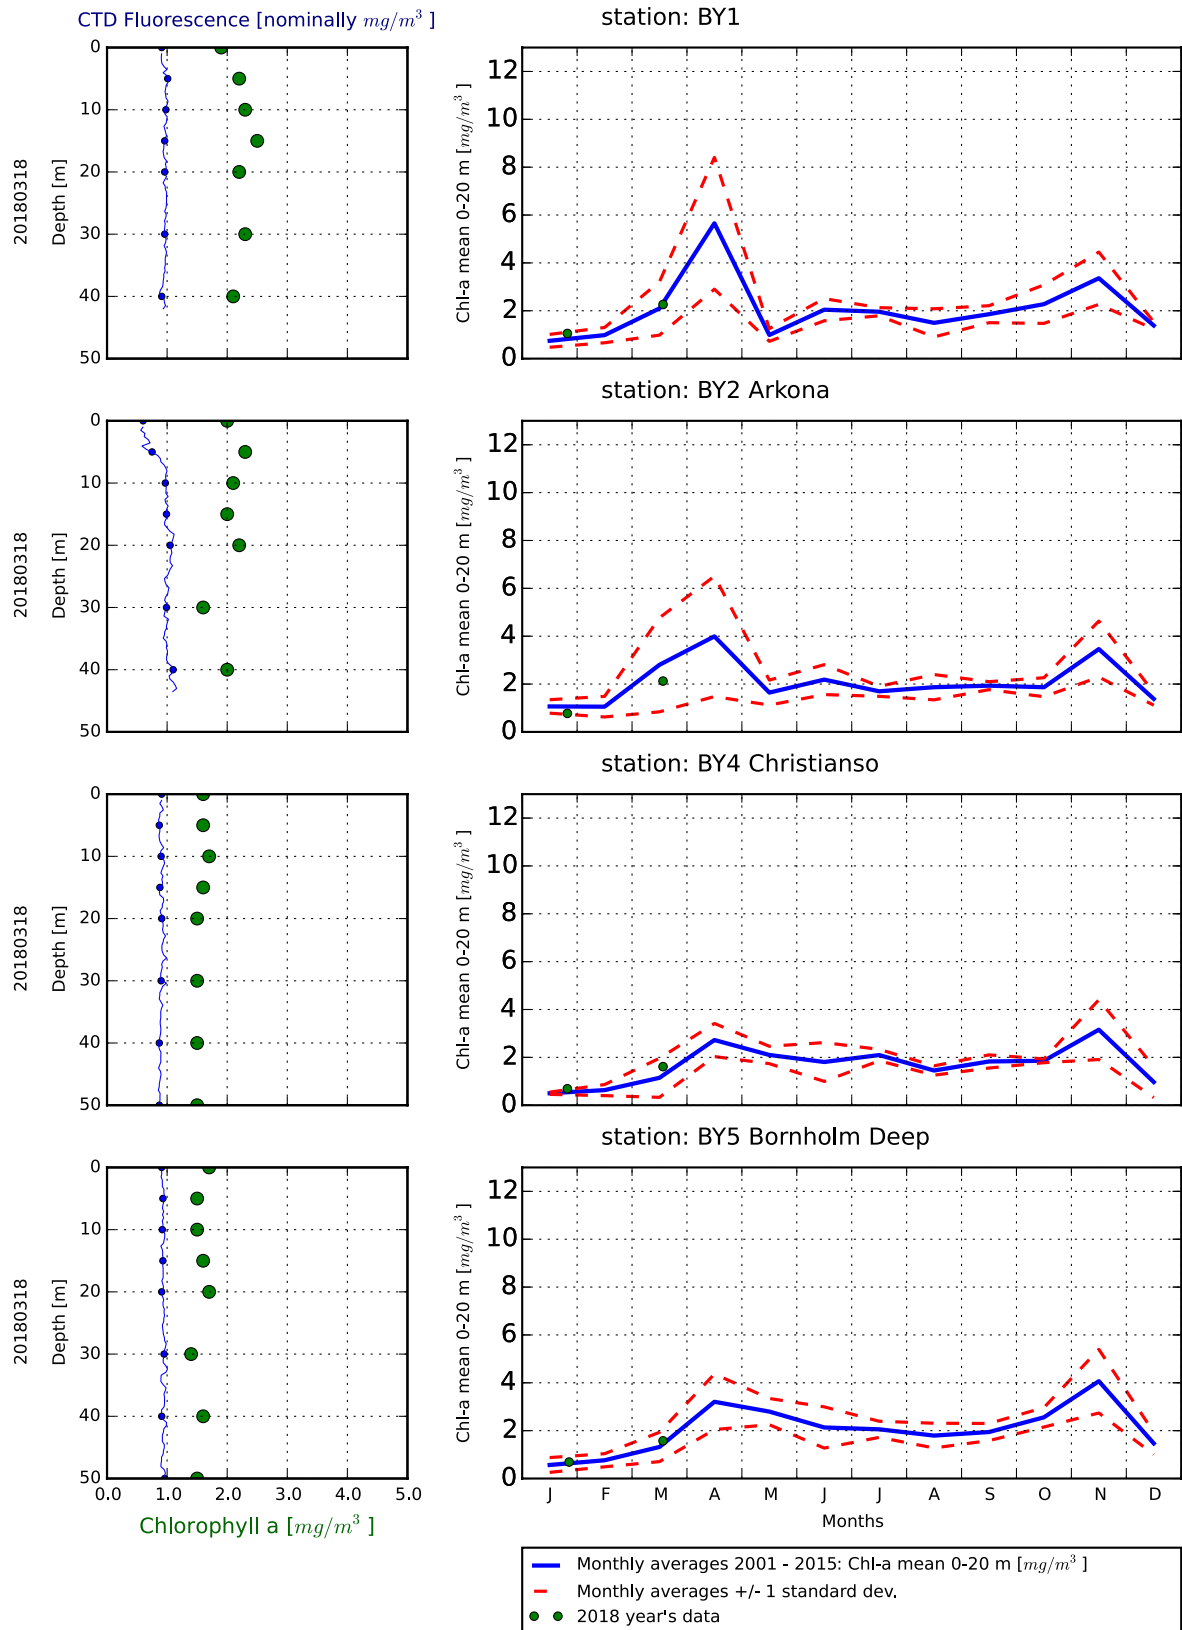 CTD Fluorescence [nominally mg/m³ ]
station: BY1
0
10
20
30
40
50
Depth [m]
20180318
12
10
8
6
4
2
0
Chl-a mean 0-20 m [mg/m³ ]
station: BY2 Arkona
0
10
20
30
40
50
Depth [m]
20180318
12
10
8
6
4
2
0
Chl-a mean 0-20 m [mg/m³ ]
station: BY4 Christianso
0
10
20
30
40
50
Depth [m]
20180318
12
10
8
6
4
2
0
Chl-a mean 0-20 m [mg/m³ ]
station: BY5 Bornholm Deep
0
10
20
30
40
50
Depth [m]
20180318
12
10
8
6
4
2
0
Chl-a mean 0-20 m [mg/m³ ]
0.0 1.0 2.0 3.0 4.0 5.0
Chlorophyll a [mg/m³ ]
J F M A M J J A S O N D
Months
Monthly averages 2001 - 2015: Chl-a mean 0-20 m [mg/m³ ]
Monthly averages +/- 1 standard dev.
2018 year's data